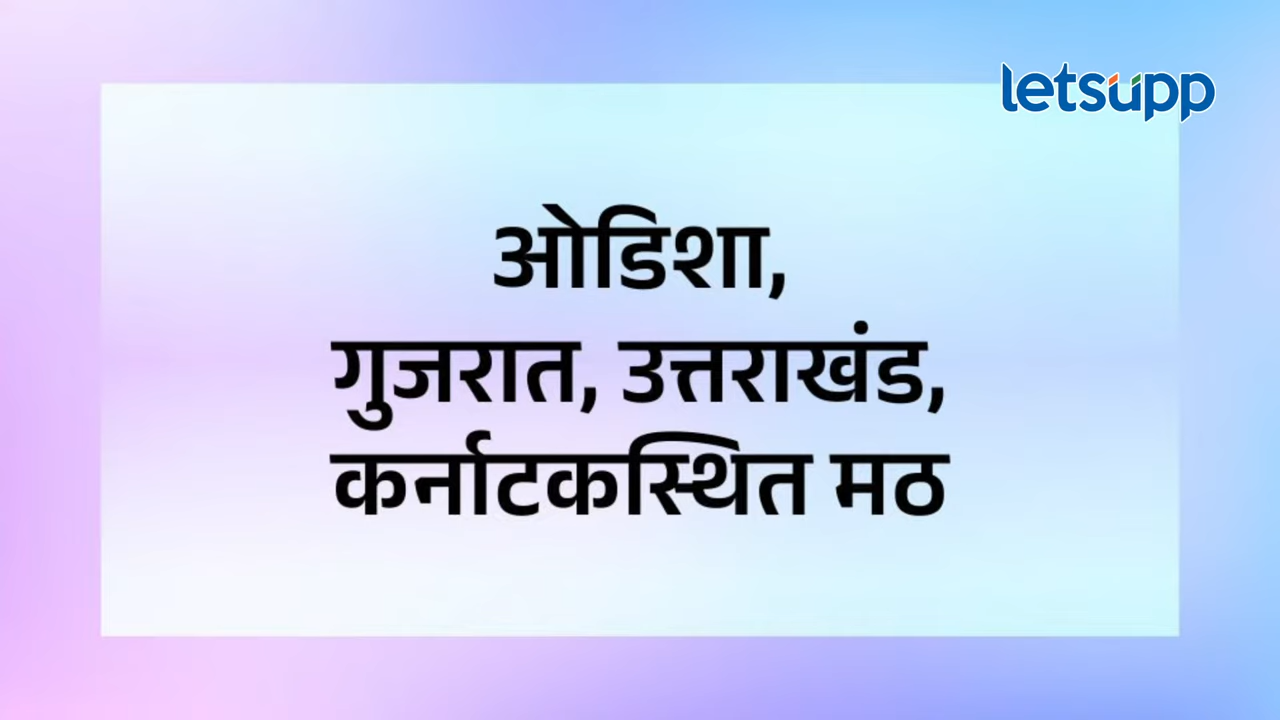 letsupp
ओडिशा,
गुजरात, उत्तराखंड,
कर्नाटकस्थित मठ